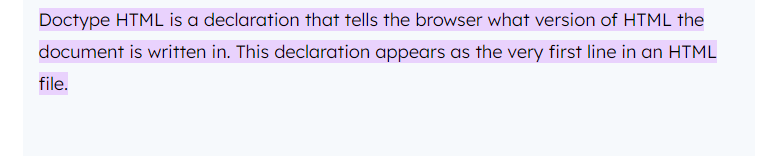 Doctype HTML is a declaration that tells the browser what version of HTML the
document is written in. This declaration appears as the very first line in an HTML
file.